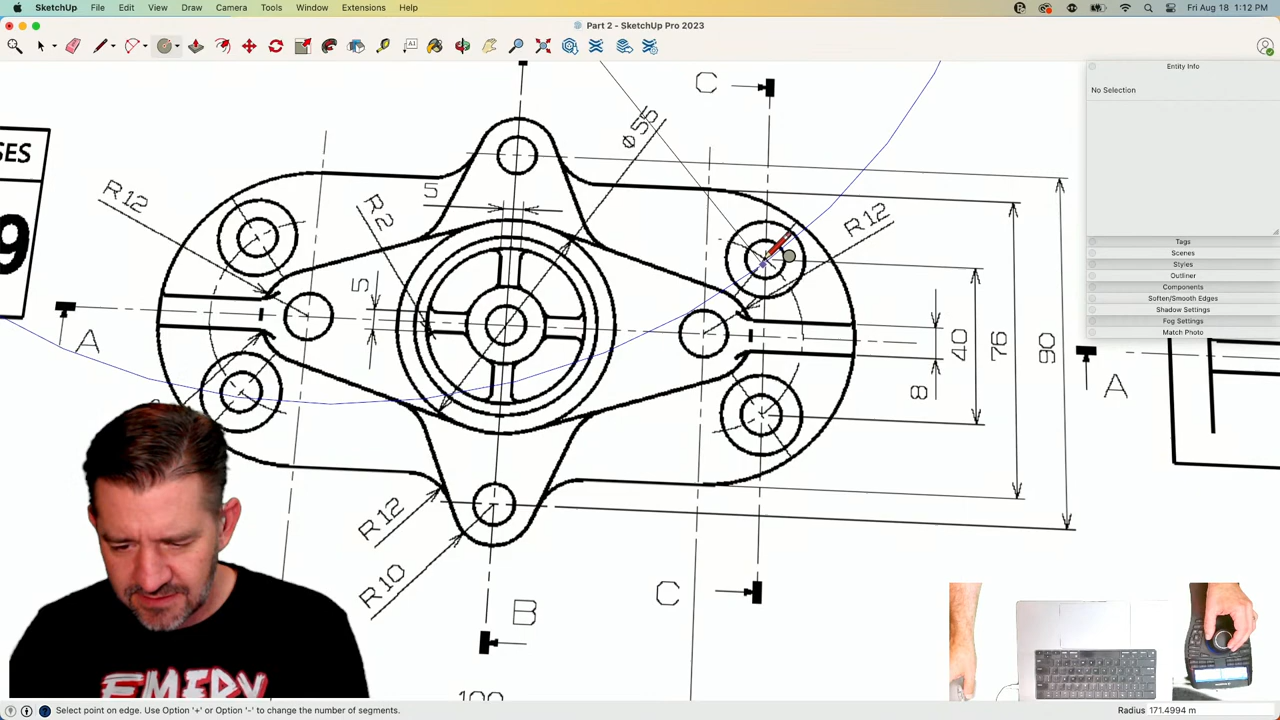 SketchUp File Edit View Draw Camera Tools Window Extensions Help
Fri Aug 18 1:12 PM
Part 2 - SketchUp Pro 2023
A1
Entity Info
No Selection
Tags
Scenes
Styles
Outliner
Components
Soften/Smooth Edges
Shadow Settings
Fog Settings
Match Photo
SES
9
C
Ø 55
R12
5
R2
R12
5
A
40
76
90
8
A
R12
R10
C
B
100
Select point on edge. Use Option '+' or Option '-' to change the number of segments.
Radius 171.4994 m